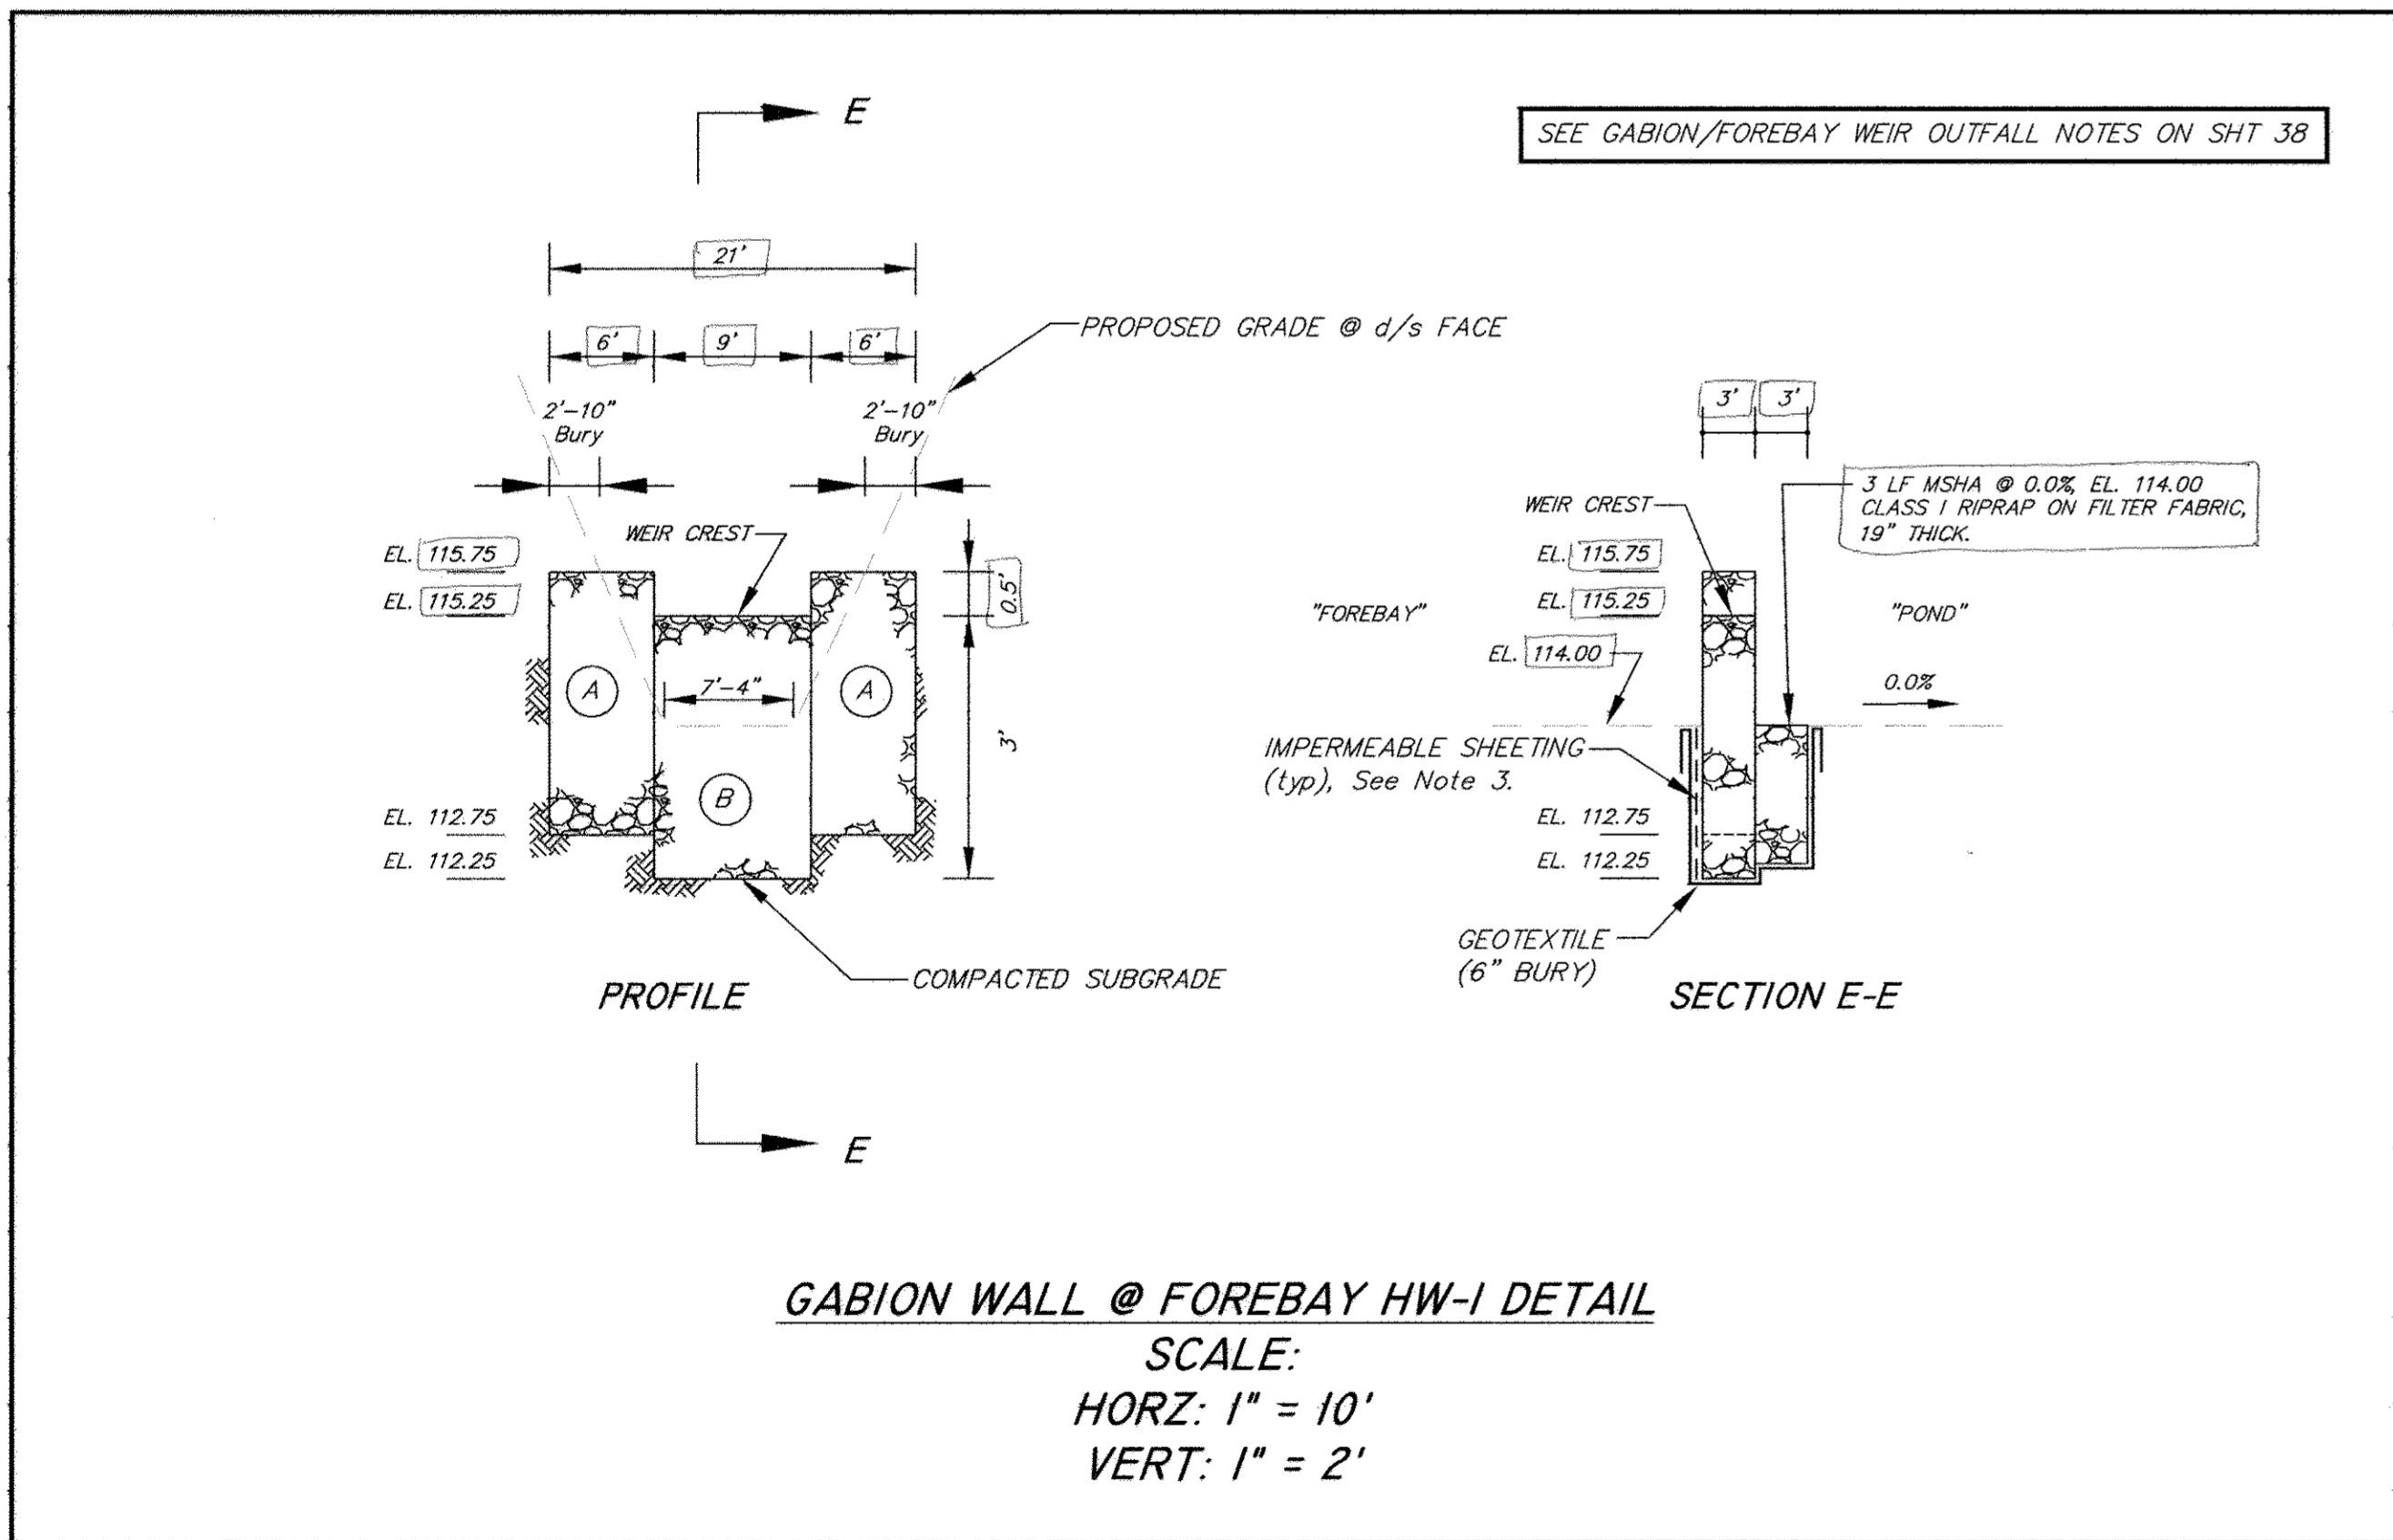 E
SEE GABION/FOREBAY WEIR OUTFALL NOTES ON SHT 38
21'
6'
9'
6'
PROPOSED GRADE @ d/s FACE
2'-10"
Bury
2'-10"
Bury
WEIR CREST
EL. 115.75
EL. 115.25
0.5'
A
7'-4"
A
3'
B
EL. 112.75
EL. 112.25
COMPACTED SUBGRADE
PROFILE
E
3'
3'
3 LF MSHA @ 0.0%, EL. 114.00
CLASS I RIPRAP ON FILTER FABRIC,
19" THICK.
WEIR CREST
EL. 115.75
EL. 115.25
"FOREBAY"
"POND"
EL. 114.00
0.0%
IMPERMEABLE SHEETING
(typ), See Note 3.
EL. 112.75
EL. 112.25
GEOTEXTILE
(6" BURY)
SECTION E-E
GABION WALL @ FOREBAY HW-1 DETAIL
SCALE:
HORZ: 1" = 10'
VERT: 1" = 2'